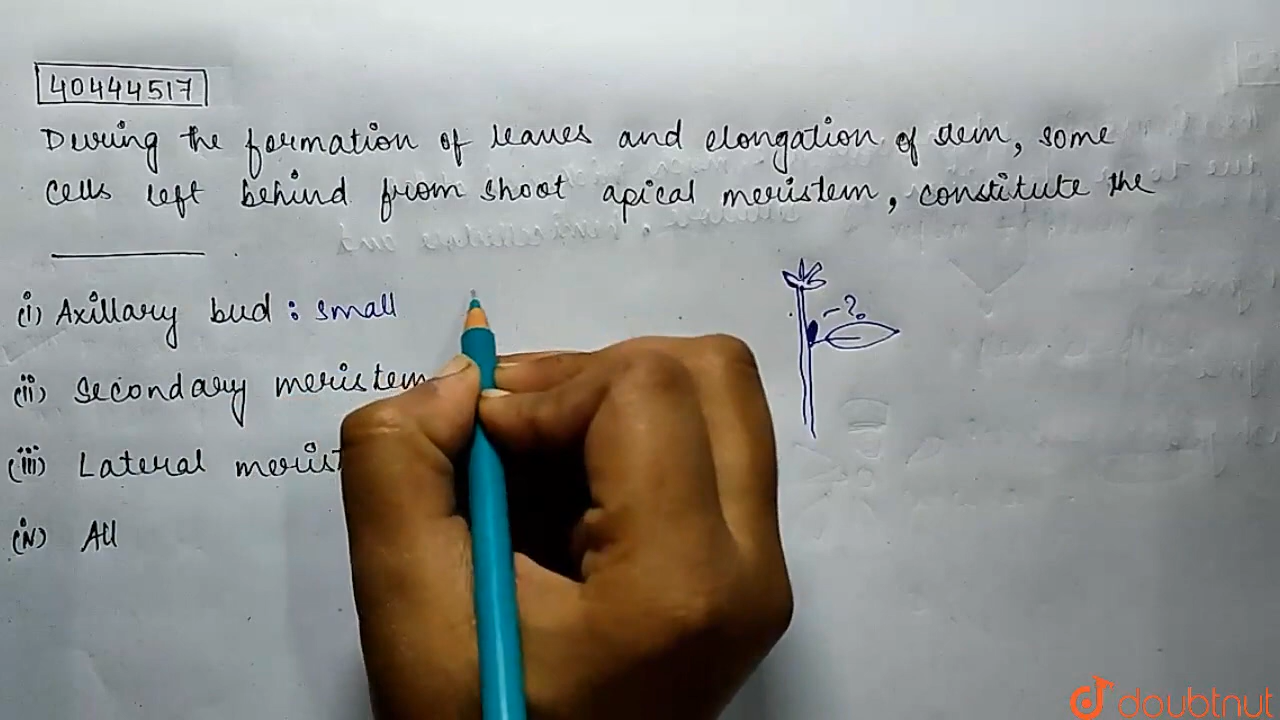 40444517
During the formation of leaves and elongation of stem, some
cells left behind from shoot apical meristem, constitute the
(i) Axillary bud : small
- ?
(ii) Secondary meristem
(iii) Lateral merist
(iv) All
doubtnut